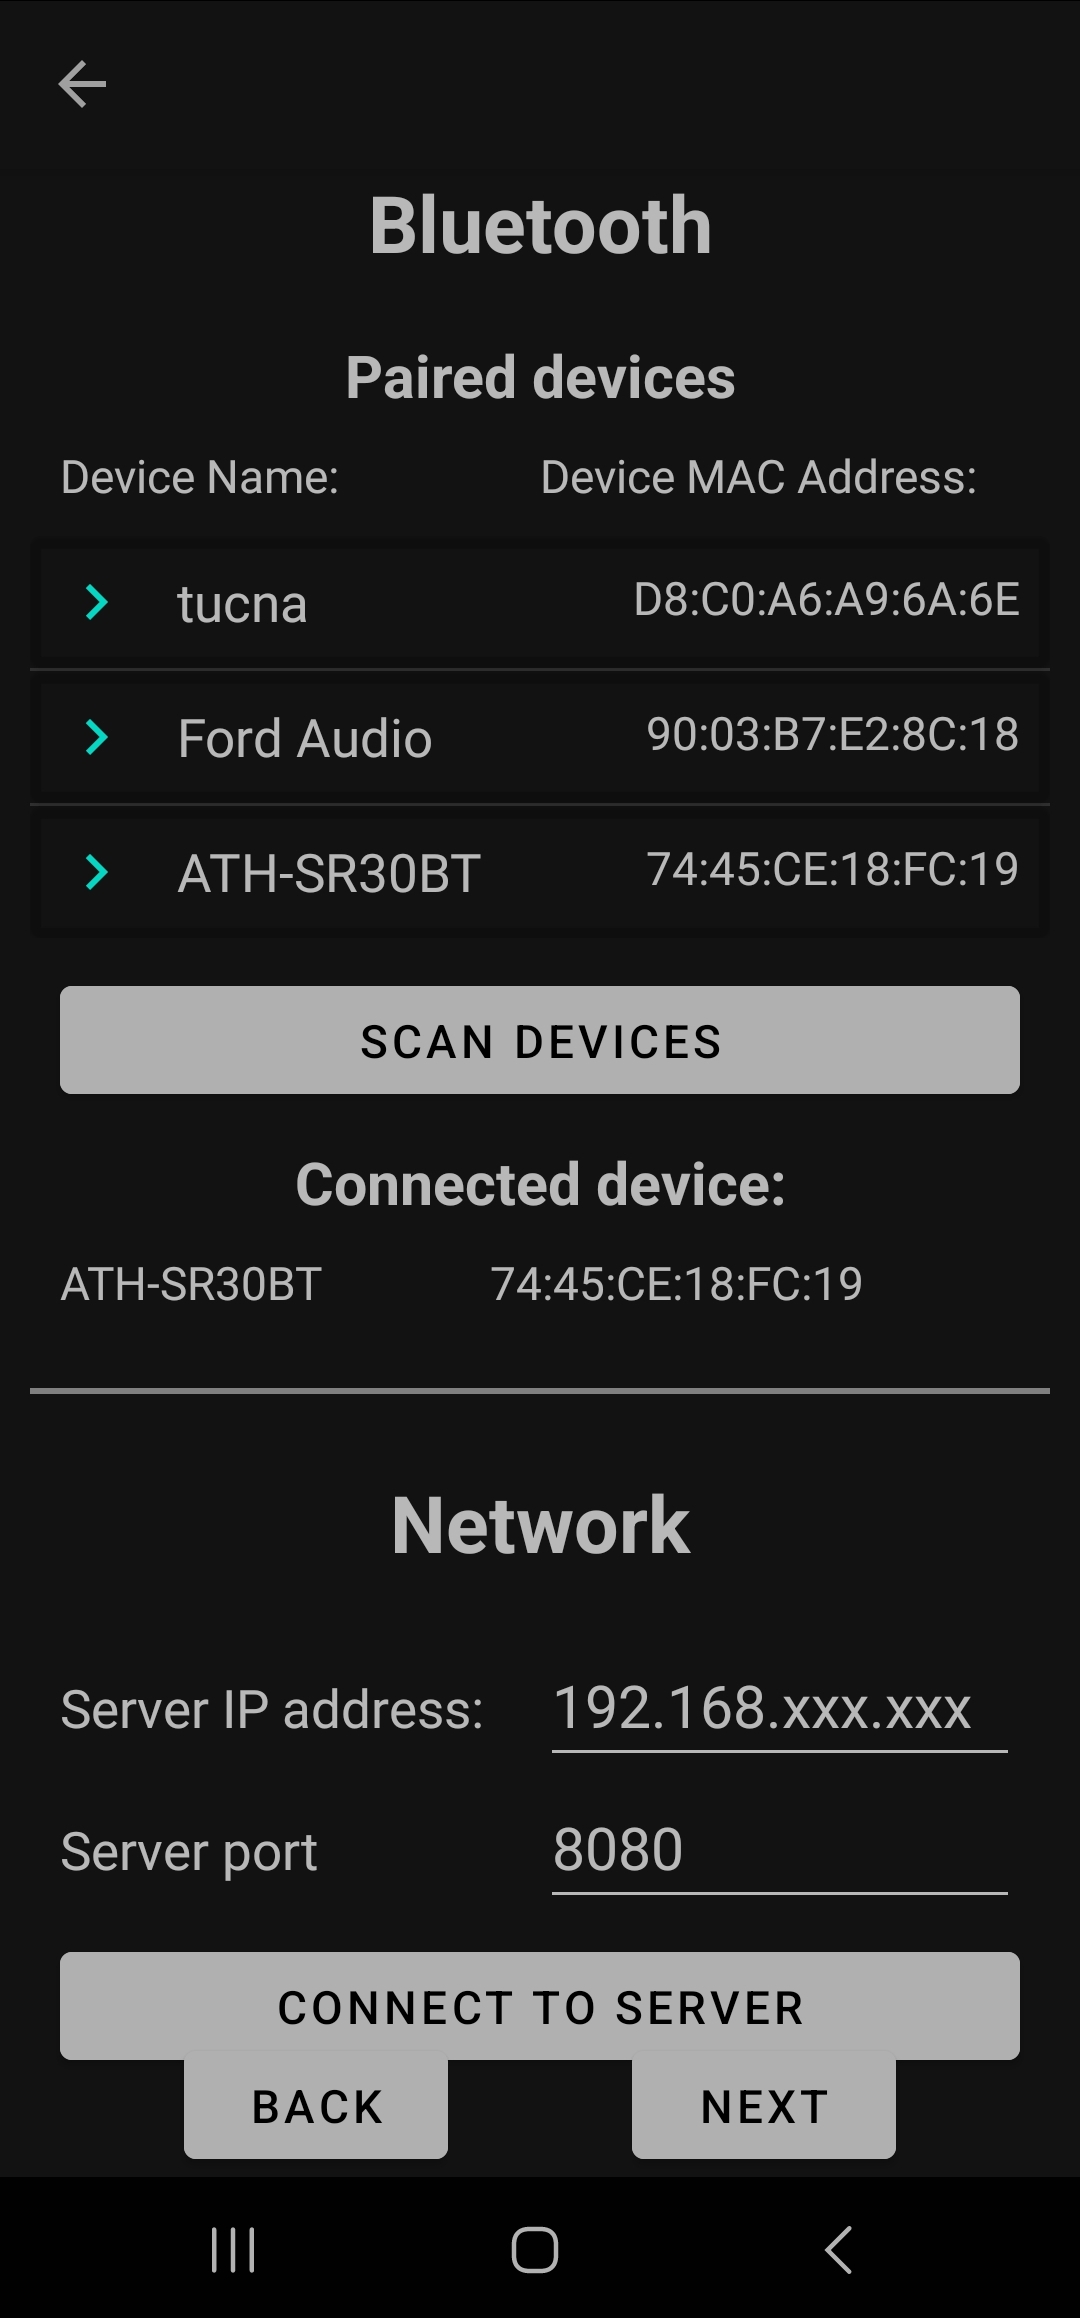 Bluetooth
Paired devices
Device Name: Device MAC Address:
tucna D8:C0:A6:A9:6A:6E
Ford Audio 90:03:B7:E2:8C:18
ATH-SR30BT 74:45:CE:18:FC:19
SCAN DEVICES
Connected device:
ATH-SR30BT 74:45:CE:18:FC:19
Network
Server IP address: 192.168.xxx.xxx
Server port 8080
CONNECT TO SERVER
BACK NEXT